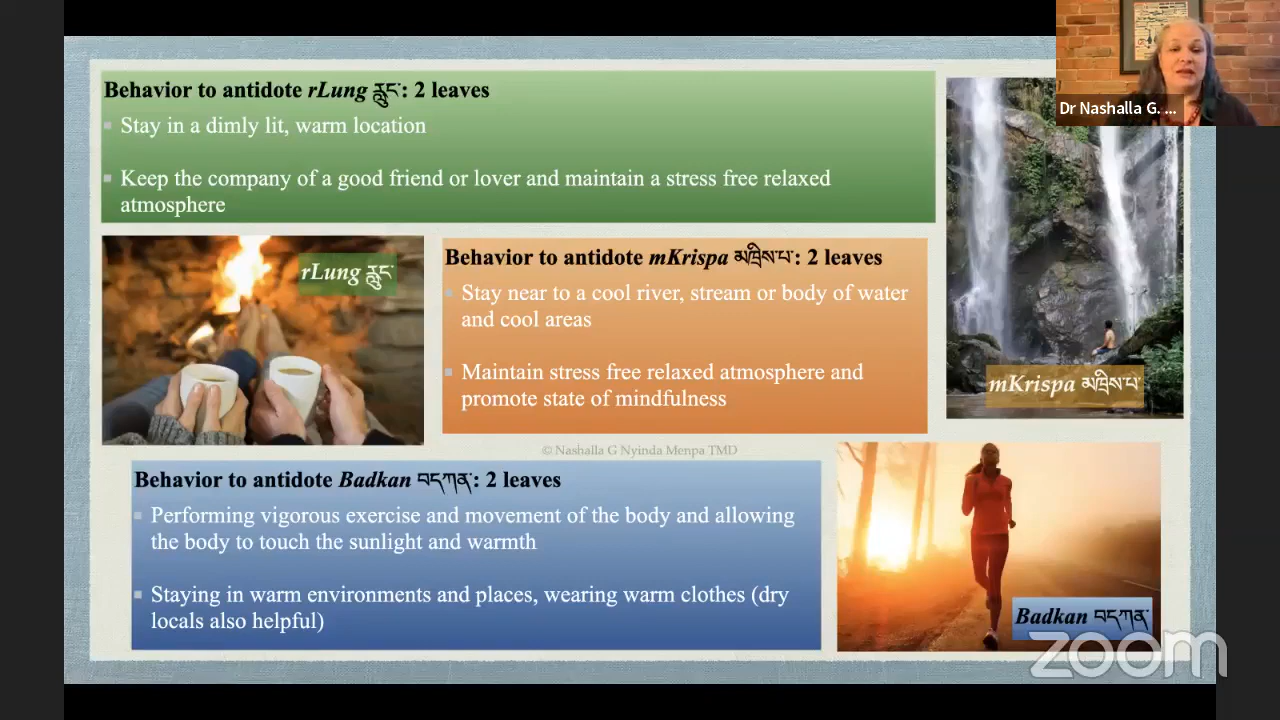 Behavior to antidote rLung རླུང་: 2 leaves
Stay in a dimly lit, warm location
Keep the company of a good friend or lover and maintain a stress free relaxed
atmosphere
Dr Nashalla G. ...
rLung རླུང་
Behavior to antidote mKrispa མཁྲིས་པ་: 2 leaves
Stay near to a cool river, stream or body of water
and cool areas
Maintain stress free relaxed atmosphere and
promote state of mindfulness
mKrispa མཁྲིས་པ་
© Nashalla G Nyinda Menpa TMD
Behavior to antidote Badkan བད་ཀན་: 2 leaves
Performing vigorous exercise and movement of the body and allowing
the body to touch the sunlight and warmth
Staying in warm environments and places, wearing warm clothes (dry
locals also helpful)
Badkan བད་ཀན་
zoom